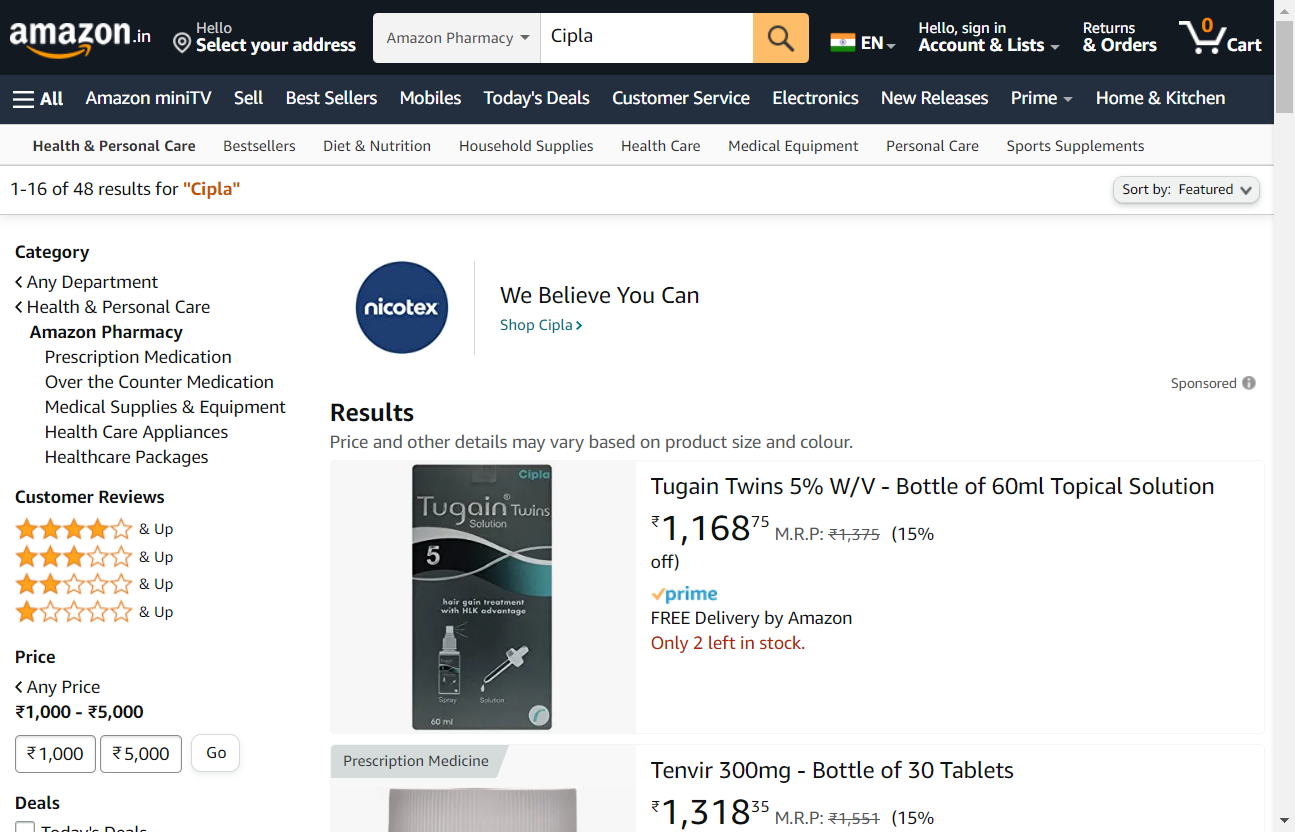 amazon.in
Hello
Select your address
Amazon Pharmacy
Cipla
EN
Hello, sign in
Account & Lists
Returns
& Orders
0
Cart
All
Amazon miniTV
Sell
Best Sellers
Mobiles
Today's Deals
Customer Service
Electronics
New Releases
Prime
Home & Kitchen
Health & Personal Care
Bestsellers
Diet & Nutrition
Household Supplies
Health Care
Medical Equipment
Personal Care
Sports Supplements
1-16 of 48 results for "Cipla"
Sort by: Featured
Category
Any Department
Health & Personal Care
Amazon Pharmacy
Prescription Medication
Over the Counter Medication
Medical Supplies & Equipment
Health Care Appliances
Healthcare Packages
Customer Reviews
& Up
& Up
& Up
& Up
Price
Any Price
₹1,000 - ₹5,000
₹1,000
₹5,000
Go
Deals
Today's Deals
nicotex
We Believe You Can
Shop Cipla
Sponsored
Results
Price and other details may vary based on product size and colour.
Cipla
Tugain® Twins
Solution
5
hair gain treatment
with HLK advantage
Spray
Solution
60 ml
Tugain Twins 5% W/V - Bottle of 60ml Topical Solution
₹1,168 75 M.R.P: ₹1,375 (15%
off)
prime
FREE Delivery by Amazon
Only 2 left in stock.
Prescription Medicine
Tenvir 300mg - Bottle of 30 Tablets
₹1,318 35 M.R.P: ₹1,551 (15%